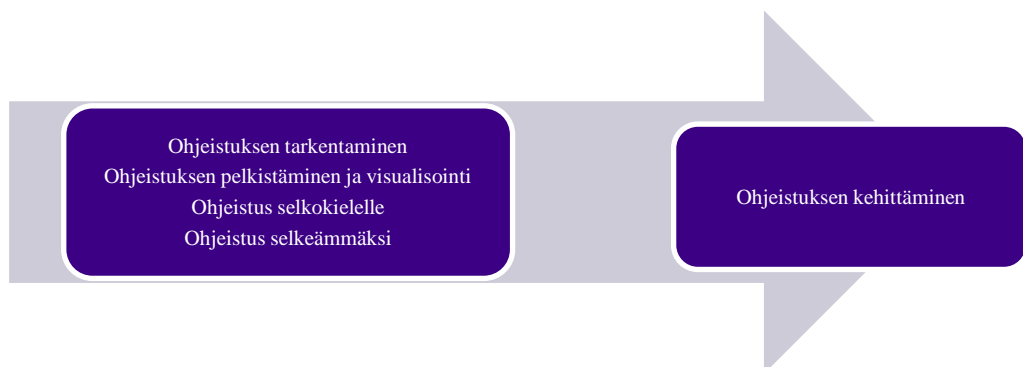 Ohjeistuksen tarkentaminen
Ohjeistuksen pelkistäminen ja visualisointi
Ohjeistus selkokielelle
Ohjeistus selkeämmäksi
Ohjeistuksen kehittäminen